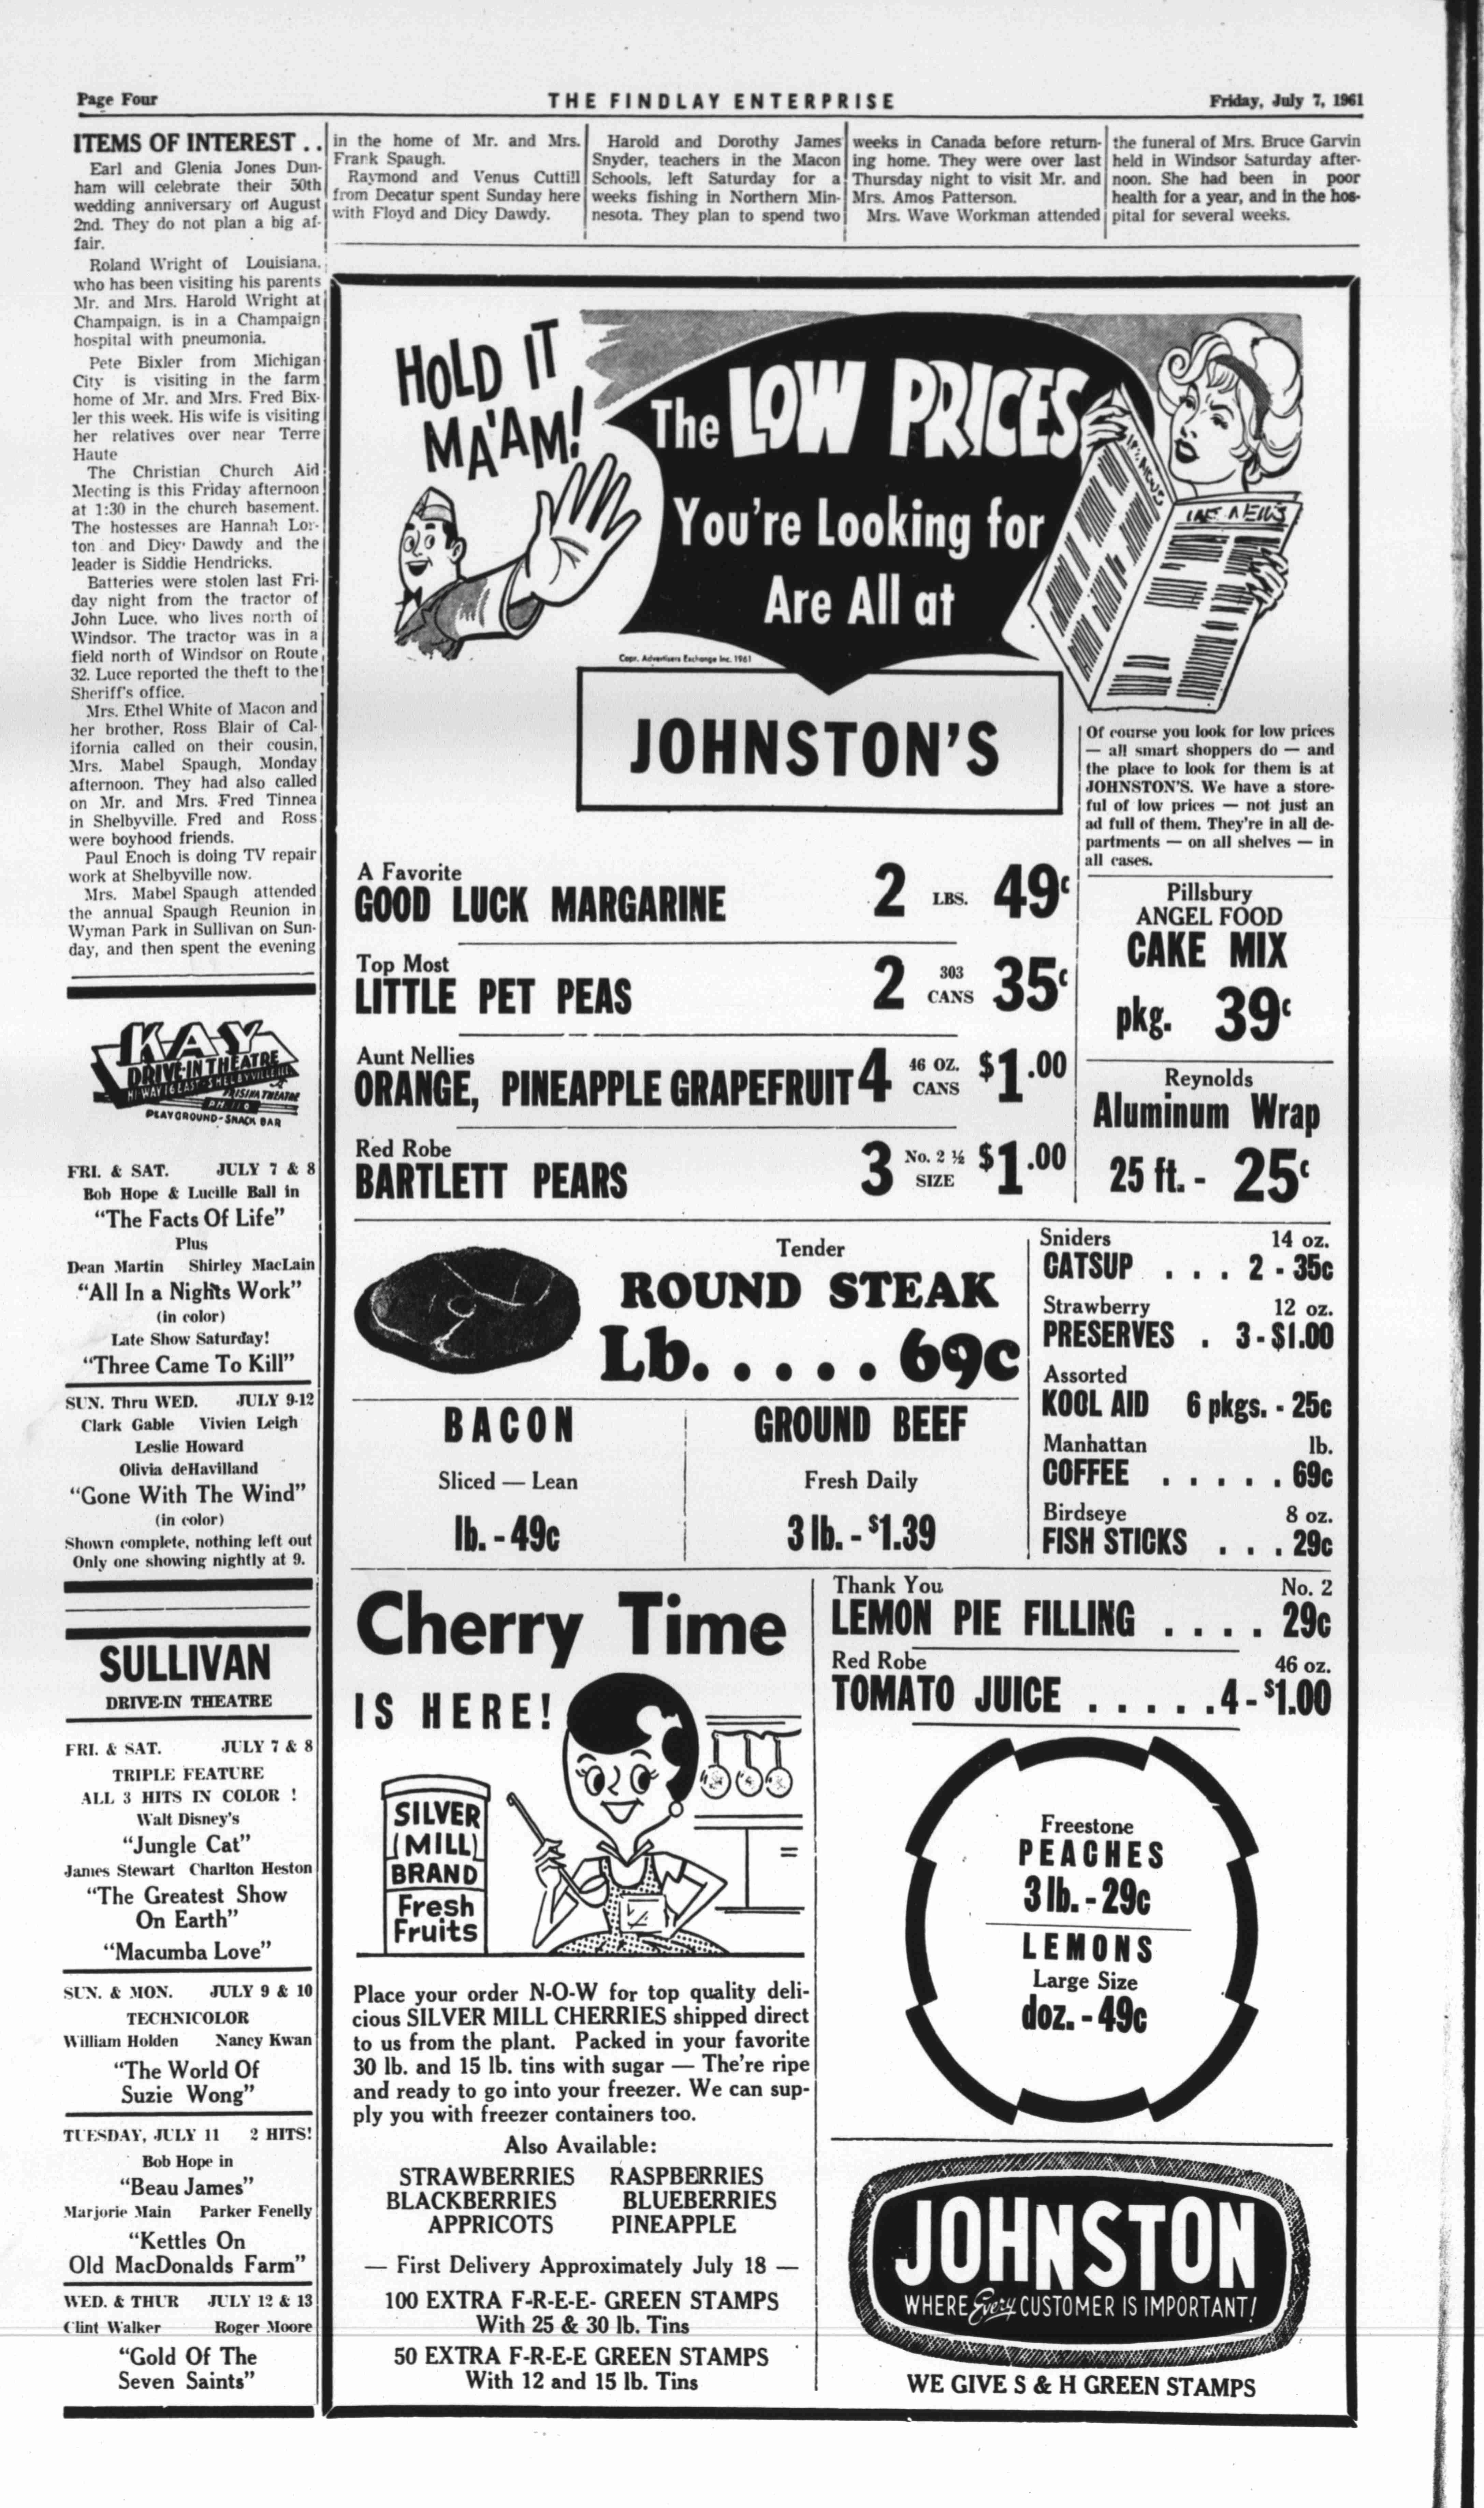 Page Four
THE FINDLAY ENTERPRISE
Friday, July 7, 1961
ITEMS OF INTEREST . .
Earl and Glenia Jones Dun-
ham will celebrate their 50th
wedding anniversary on August
2nd. They do not plan a big af-
fair.
Roland Wright of Louisiana,
who has been visiting his parents
Mr. and Mrs. Harold Wright at
Champaign, is in a Champaign
hospital with pneumonia.
Pete Bixler from Michigan
City is visiting in the farm
home of Mr. and Mrs. Fred Bix-
ler this week. His wife is visiting
her relatives over near Terre
Haute
The Christian Church Aid
Meeting is this Friday afternoon
at 1:30 in the church basement.
The hostesses are Hannah Lor-
ton and Dicy Dawdy and the
leader is Siddie Hendricks.
Batteries were stolen last Fri-
day night from the tractor of
John Luce, who lives north of
Windsor. The tractor was in a
field north of Windsor on Route
32. Luce reported the theft to the
Sheriff's office.
Mrs. Ethel White of Macon and
her brother, Ross Blair of Cal-
ifornia called on their cousin,
Mrs. Mabel Spaugh, Monday
afternoon. They had also called
on Mr. and Mrs. Fred Tinnea
in Shelbyville. Fred and Ross
were boyhood friends.
Paul Enoch is doing TV repair
work at Shelbyville now.
Mrs. Mabel Spaugh attended
the annual Spaugh Reunion in
Wyman Park in Sullivan on Sun-
day, and then spent the evening
in the home of Mr. and Mrs.
Frank Spaugh.
Raymond and Venus Cuttill
from Decatur spent Sunday here
with Floyd and Dicy Dawdy.
Harold and Dorothy James
Snyder, teachers in the Macon
Schools, left Saturday for a
weeks fishing in Northern Min-
nesota. They plan to spend two
weeks in Canada before return-
ing home. They were over last
Thursday night to visit Mr. and
Mrs. Amos Patterson.
Mrs. Wave Workman attended
the funeral of Mrs. Bruce Garvin
held in Windsor Saturday after-
noon. She had been in poor
health for a year, and in the hos-
pital for several weeks.
KAY
DRIVE-IN THEATRE
HI WAY 16 EAST - SHELBYVILLE ILL
FRISINA THEATRE
PLAYGROUND - SNACK BAR
FRI. & SAT. JULY 7 & 8
Bob Hope & Lucille Ball in
"The Facts Of Life"
Plus
Dean Martin Shirley MacLain
"All In a Nights Work"
(in color)
Late Show Saturday!
"Three Came To Kill"
SUN. Thru WED. JULY 9-12
Clark Gable Vivien Leigh
Leslie Howard
Olivia deHavilland
"Gone With The Wind"
(in color)
Shown complete, nothing left out
Only one showing nightly at 9.
SULLIVAN
DRIVE-IN THEATRE
FRI. & SAT. JULY 7 & 8
TRIPLE FEATURE
ALL 3 HITS IN COLOR !
Walt Disney's
"Jungle Cat"
James Stewart Charlton Heston
"The Greatest Show
On Earth"
"Macumba Love"
SUN. & MON. JULY 9 & 10
TECHNICOLOR
William Holden Nancy Kwan
"The World Of
Suzie Wong"
TUESDAY, JULY 11 2 HITS!
Bob Hope in
"Beau James"
Marjorie Main Parker Fenelly
"Kettles On
Old MacDonalds Farm"
WED. & THUR JULY 12 & 13
Clint Walker Roger Moore
"Gold Of The
Seven Saints"
HOLD IT
MA'AM!
The LOW PRICES
You're Looking for
Are All at
NEWS
Copr. Advertisers Exchange Inc. 1961
JOHNSTON'S
Of course you look for low prices
— all smart shoppers do — and
the place to look for them is at
JOHNSTON'S. We have a store-
ful of low prices — not just an
ad full of them. They're in all de-
partments — on all shelves — in
all cases.
A Favorite
GOOD LUCK MARGARINE 2 LBS. 49c
Top Most
LITTLE PET PEAS 2 303 CANS 35c
Aunt Nellies
ORANGE, PINEAPPLE GRAPEFRUIT 4 46 OZ. CANS $1.00
Red Robe
BARTLETT PEARS 3 No. 2 ½ SIZE $1.00
Pillsbury
ANGEL FOOD
CAKE MIX
pkg. 39c
Reynolds
Aluminum Wrap
25 ft. - 25c
Tender
ROUND STEAK
Lb. . . . . . 69c
BACON
Sliced — Lean
lb. - 49c
GROUND BEEF
Fresh Daily
3 lb. - $1.39
Sniders 14 oz.
CATSUP . . . 2 - 35c
Strawberry 12 oz.
PRESERVES . 3 - $1.00
Assorted
KOOL AID 6 pkgs. - 25c
Manhattan lb.
COFFEE . . . . . 69c
Birdseye 8 oz.
FISH STICKS . . . 29c
Cherry Time
IS HERE!
SILVER
(MILL)
BRAND
Fresh
Fruits
Place your order N-O-W for top quality deli-
cious SILVER MILL CHERRIES shipped direct
to us from the plant. Packed in your favorite
30 lb. and 15 lb. tins with sugar — The're ripe
and ready to go into your freezer. We can sup-
ply you with freezer containers too.
Also Available:
STRAWBERRIES RASPBERRIES
BLACKBERRIES BLUEBERRIES
APPRICOTS PINEAPPLE
— First Delivery Approximately July 18 —
100 EXTRA F-R-E-E- GREEN STAMPS
With 25 & 30 lb. Tins
50 EXTRA F-R-E-E GREEN STAMPS
With 12 and 15 lb. Tins
Thank You No. 2
LEMON PIE FILLING . . . . 29c
Red Robe 46 oz.
TOMATO JUICE . . . . . 4 - $1.00
Freestone
PEACHES
3 lb. - 29c
LEMONS
Large Size
doz. - 49c
JOHNSTON
WHERE Every CUSTOMER IS IMPORTANT!
WE GIVE S & H GREEN STAMPS